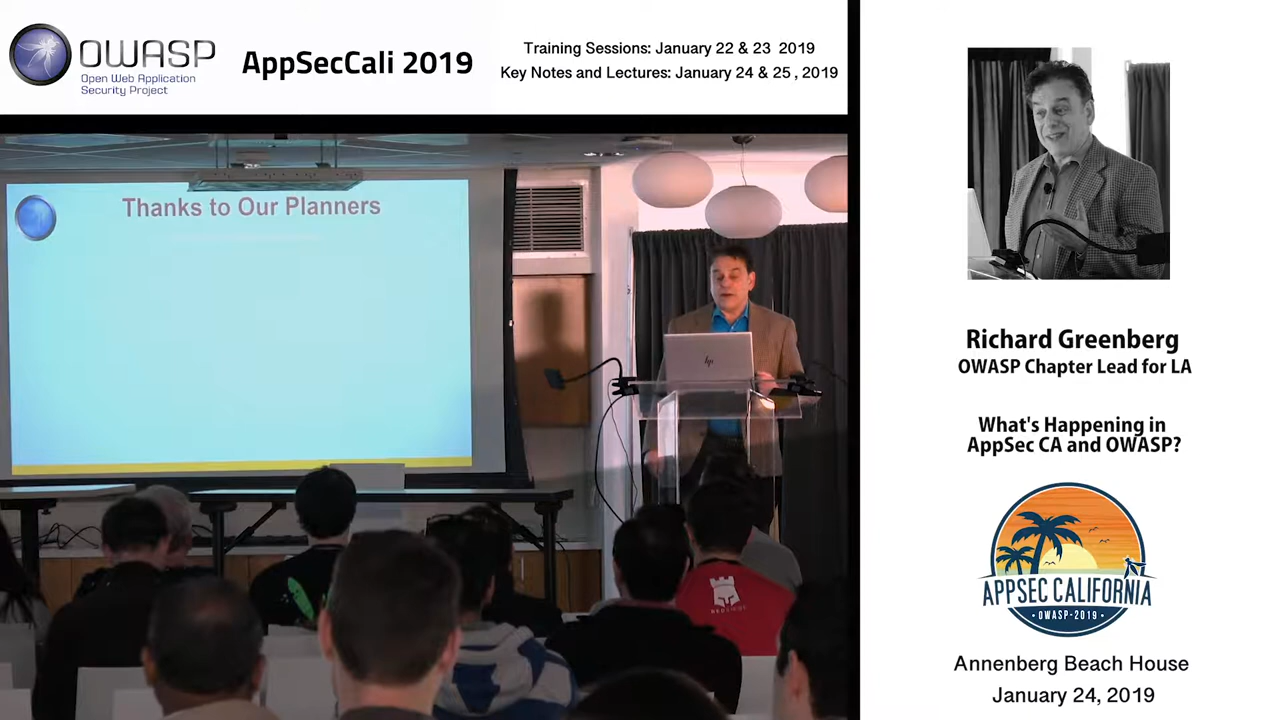 OWASP
Open Web Application
Security Project
AppSecCali 2019
Training Sessions: January 22 & 23 2019
Key Notes and Lectures: January 24 & 25 , 2019
Thanks to Our Planners
hp
Richard Greenberg
OWASP Chapter Lead for LA
What's Happening in
AppSec CA and OWASP?
APPSEC CALIFORNIA
· OWASP-2019 ·
Annenberg Beach House
January 24, 2019